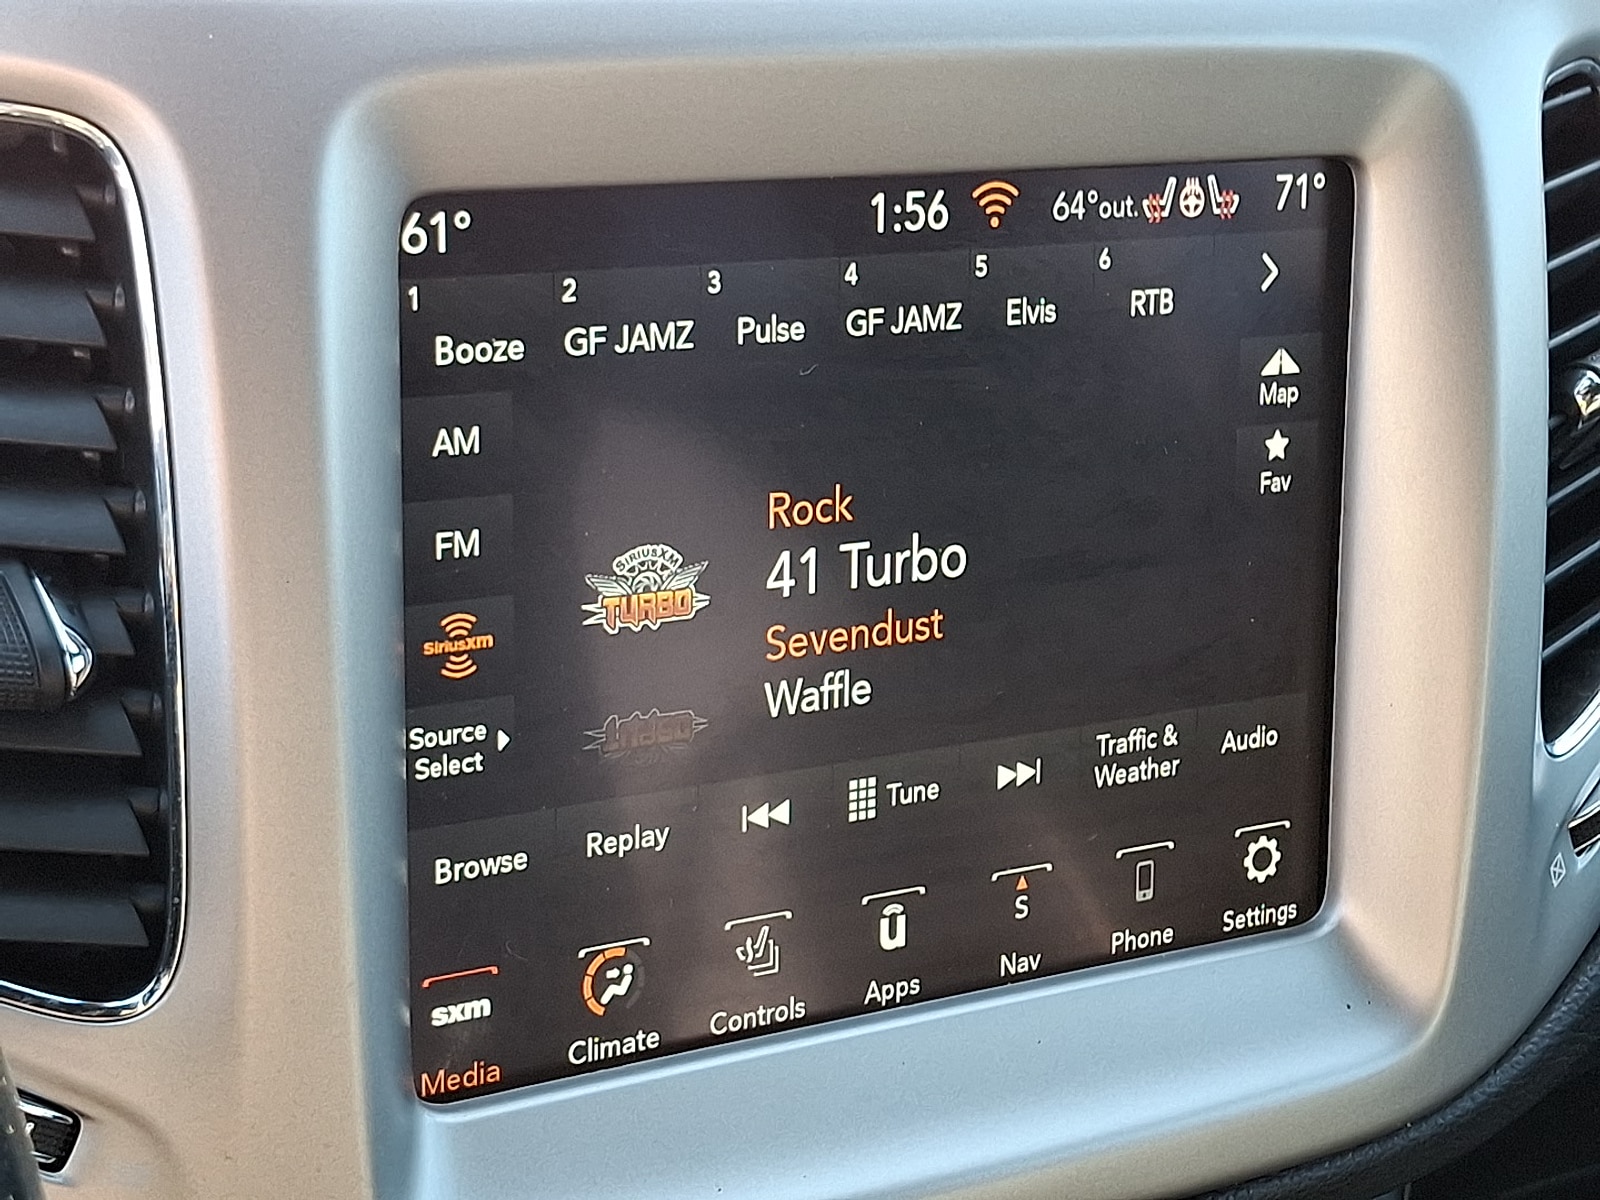 61° 1:56 64°out. 71°
1 2 3 4 5 6
Booze GF JAMZ Pulse GF JAMZ Elvis RTB
AM
Map
FM
Fav
Rock
41 Turbo
SIRIUSXM
TURBO
SiriusXm
Sevendust
Waffle
Source
Select
Browse Replay Tune Traffic &
Weather
Audio
sxm
Media
Climate
Controls
u
Apps
S
Nav
Phone
Settings